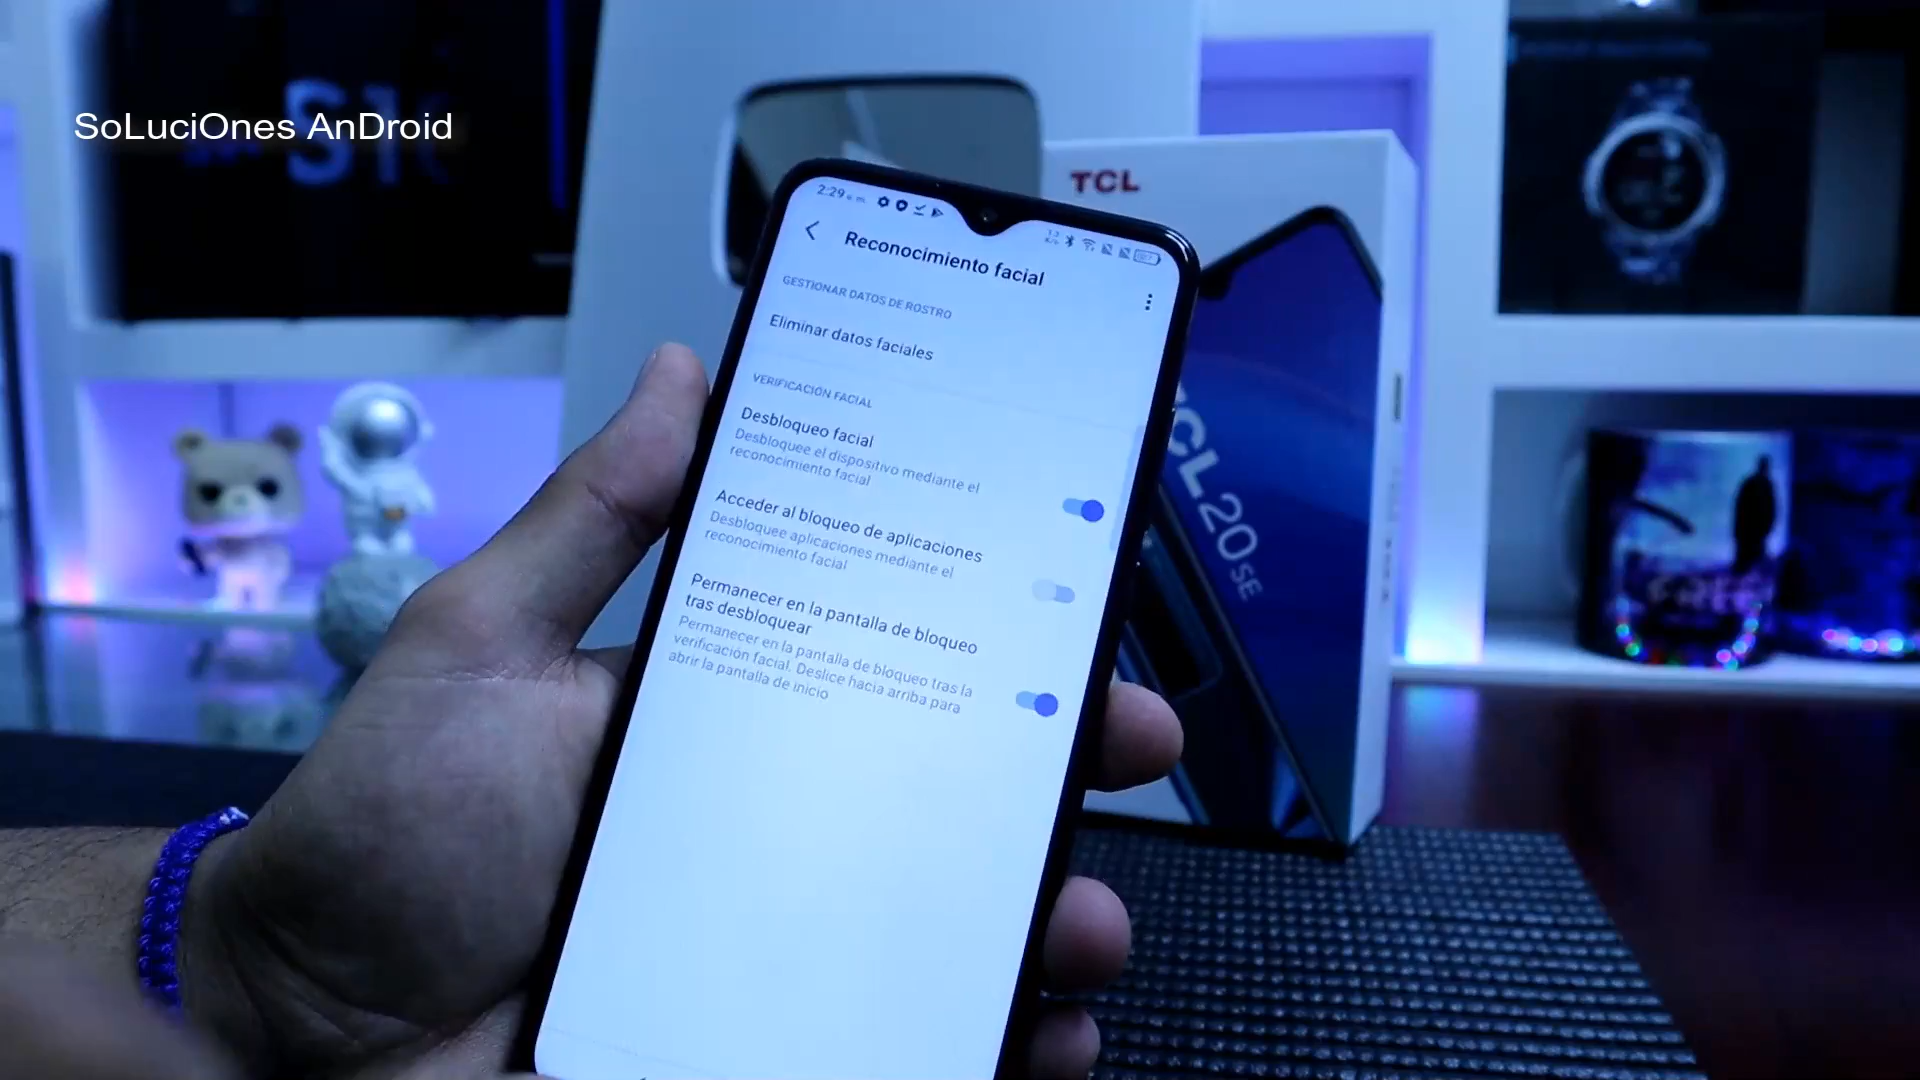 SoLuciOnes AnDroid
S10
TCL
2:29
Reconocimiento facial
GESTIONAR DATOS DE ROSTRO
Eliminar datos faciales
VERIFICACIÓN FACIAL
Desbloqueo facial
Desbloquee el dispositivo mediante el
reconocimiento facial
Acceder al bloqueo de aplicaciones
Desbloquee aplicaciones mediante el
reconocimiento facial
Permanecer en la pantalla de bloqueo
tras desbloquear
Permanecer en la pantalla de bloqueo tras la
verificación facial. Deslice hacia arriba para
abrir la pantalla de inicio
TCL 20 SE